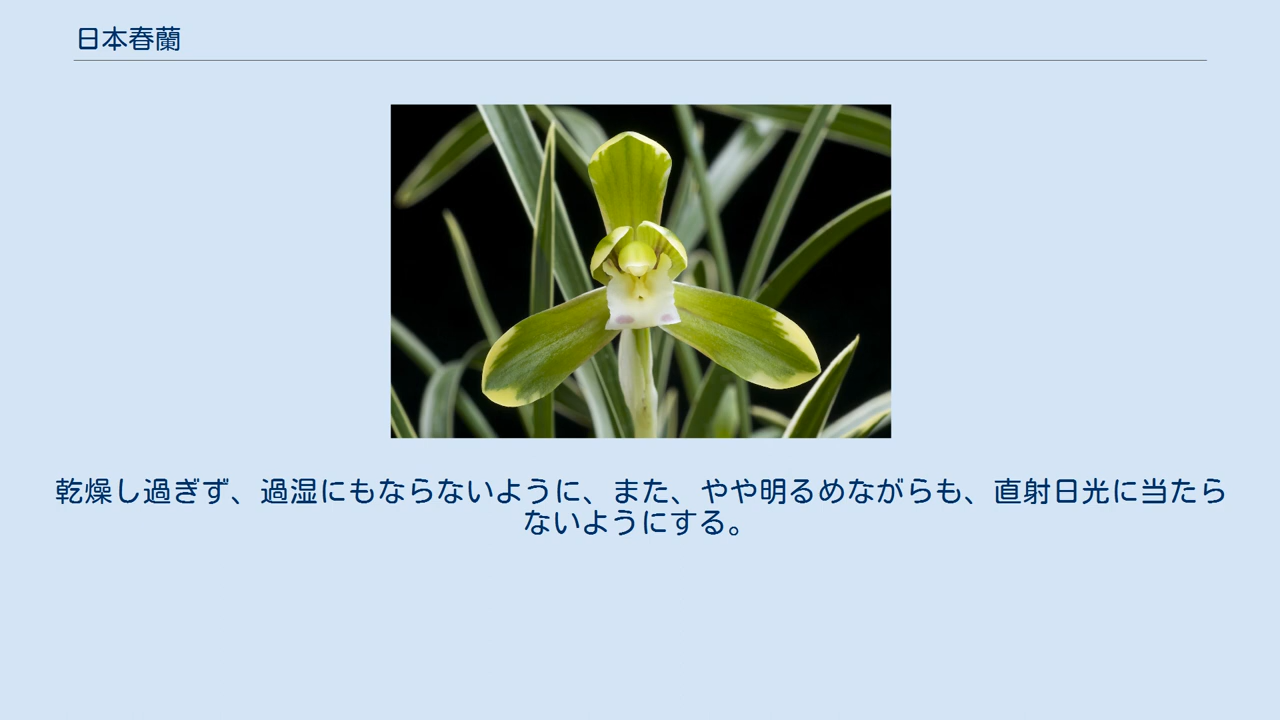 日本春蘭
乾燥し過ぎず、過湿にもならないように、また、やや明るめながらも、直射日光に当たら
ないようにする。